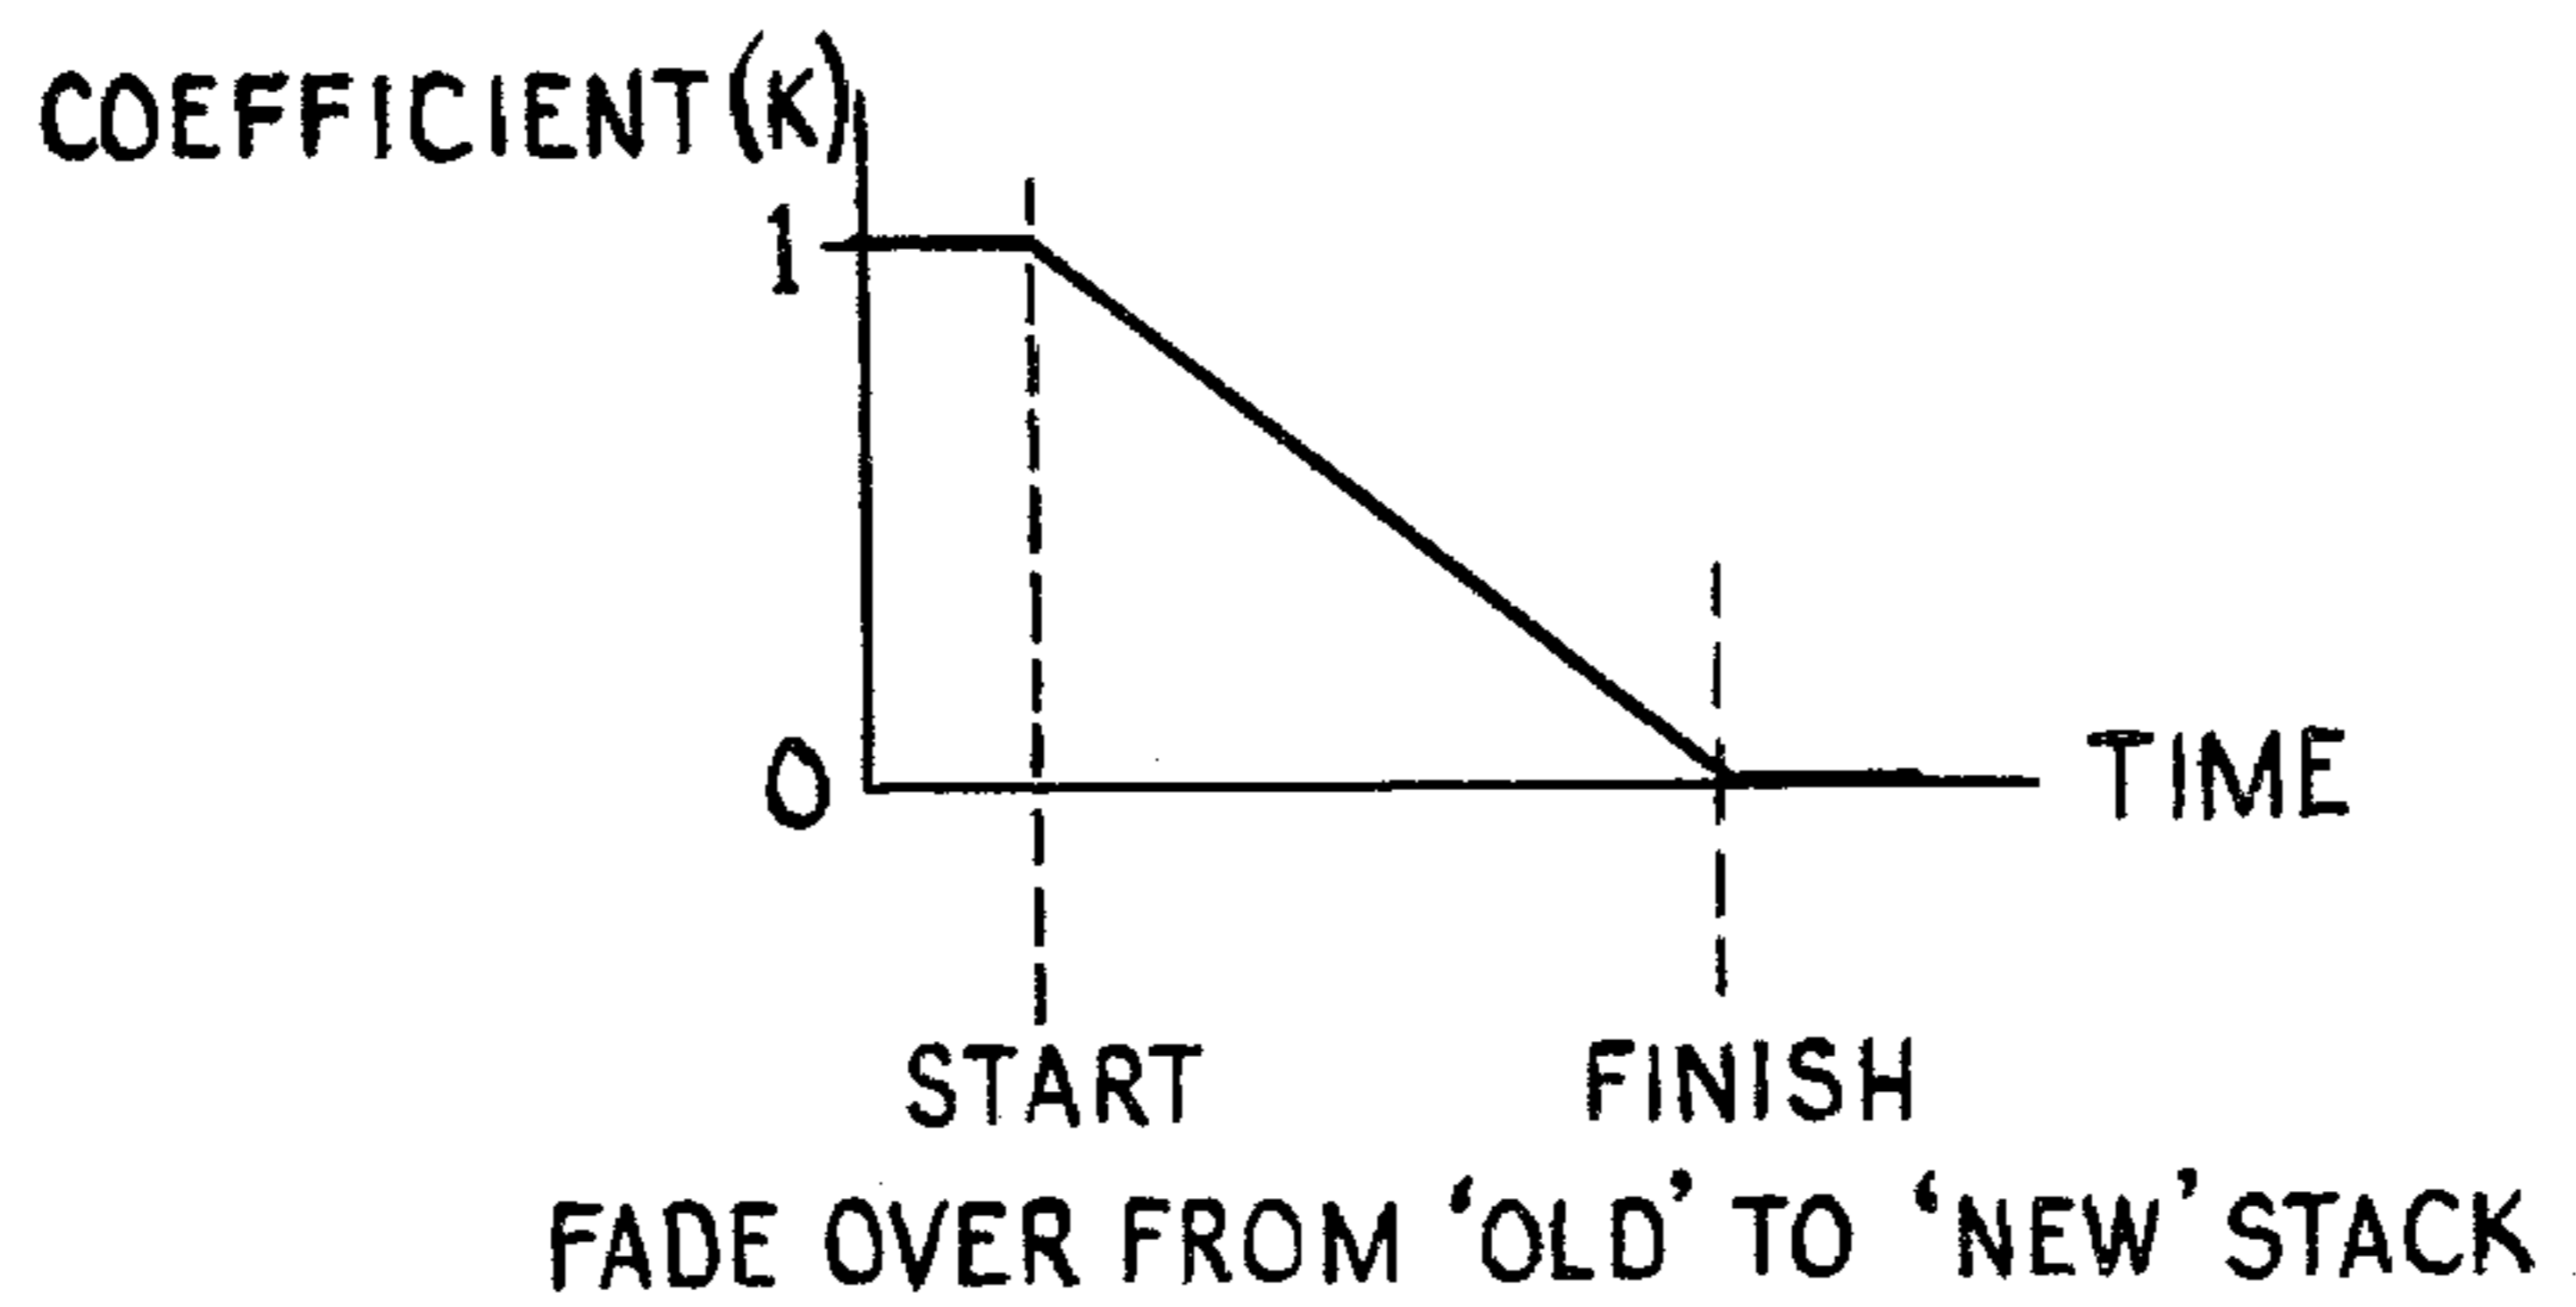 COEFFICIENT(K)
1
0
TIME
START
FINISH
FADE OVER FROM ‘OLD’ TO ‘NEW’ STACK